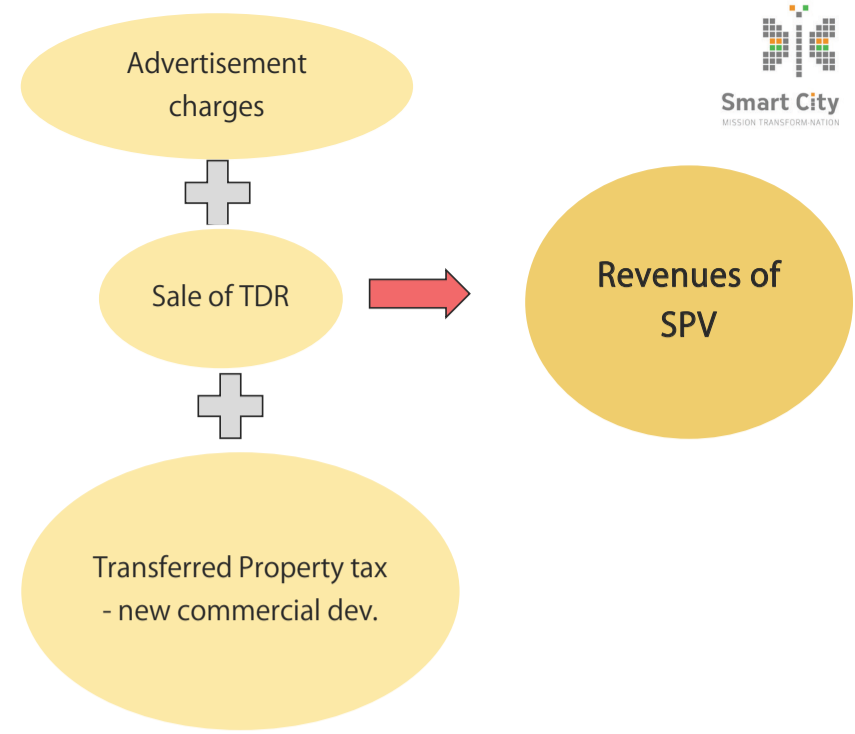 Advertisement
charges
Smart City
MISSION TRANSFORM-NATION
Sale of TDR
Revenues of
SPV
Transferred Property tax
- new commercial dev.